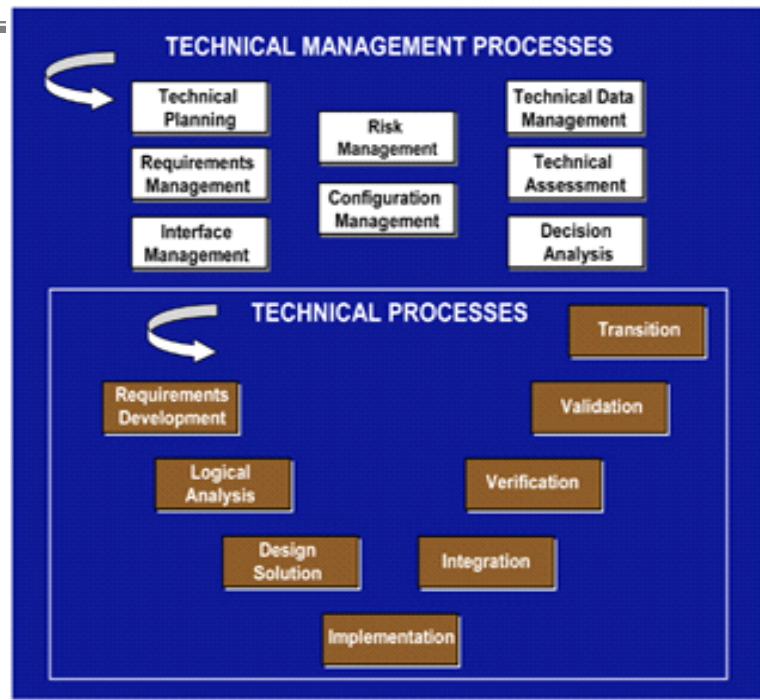 TECHNICAL MANAGEMENT PROCESSES
Technical
Planning
Requirements
Management
Interface
Management
Risk
Management
Configuration
Management
Technical Data
Management
Technical
Assessment
Decision
Analysis
TECHNICAL PROCESSES
Requirements
Development
Logical
Analysis
Design
Solution
Implementation
Integration
Verification
Validation
Transition